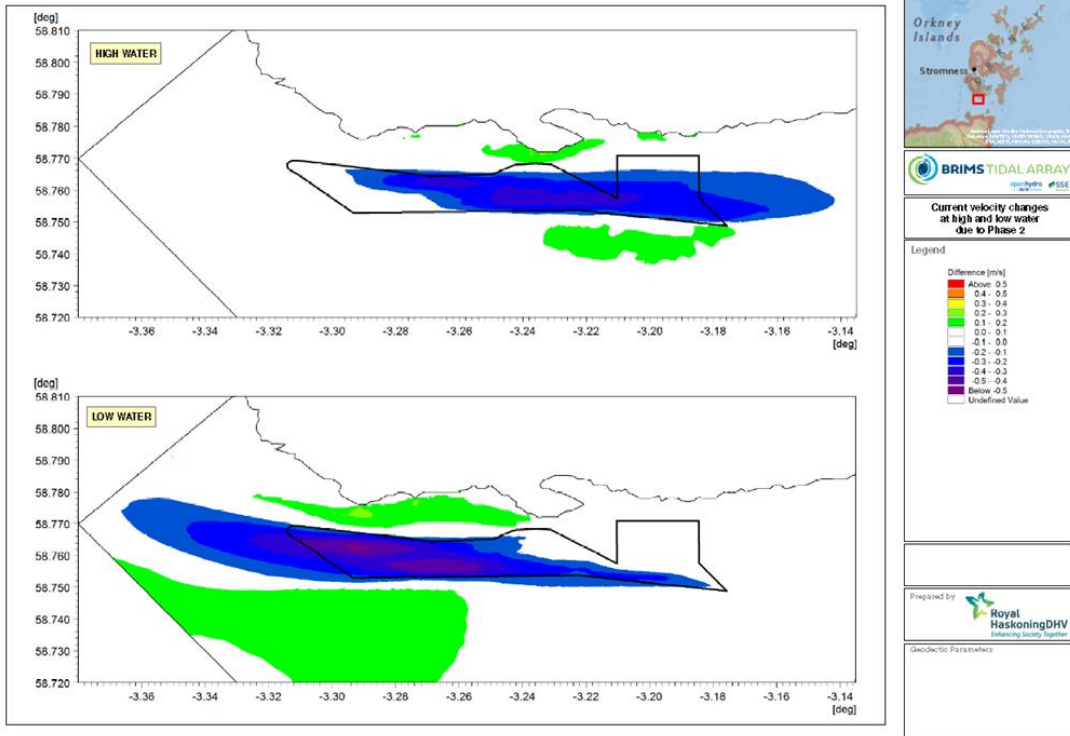 [deg]
58.810
HIGH WATER
58.800
58.790
58.780
58.770
58.760
58.750
58.740
58.730
58.720
-3.36 -3.34 -3.32 -3.30 -3.28 -3.26 -3.24 -3.22 -3.20 -3.18 -3.16 -3.14
[deg]
[deg]
58.810
LOW WATER
58.800
58.790
58.780
58.770
58.760
58.750
58.740
58.730
58.720
-3.36 -3.34 -3.32 -3.30 -3.28 -3.26 -3.24 -3.22 -3.20 -3.18 -3.16 -3.14
[deg]
Orkney
Islands
Stromness
BRIMS TIDAL ARRAY
openhydro
SSE
Current velocity changes
at high and low water
due to Phase 2
Legend
Difference [m/s]
Above 0.5
0.4 - 0.5
0.3 - 0.4
0.2 - 0.3
0.1 - 0.2
0.0 - 0.1
-0.1 - 0.0
-0.2 - -0.1
-0.3 - -0.2
-0.4 - -0.3
-0.5 - -0.4
Below -0.5
Undefined Value
Prepared by
Royal
HaskoningDHV
Enhancing Society Together
Geodectic Parameters